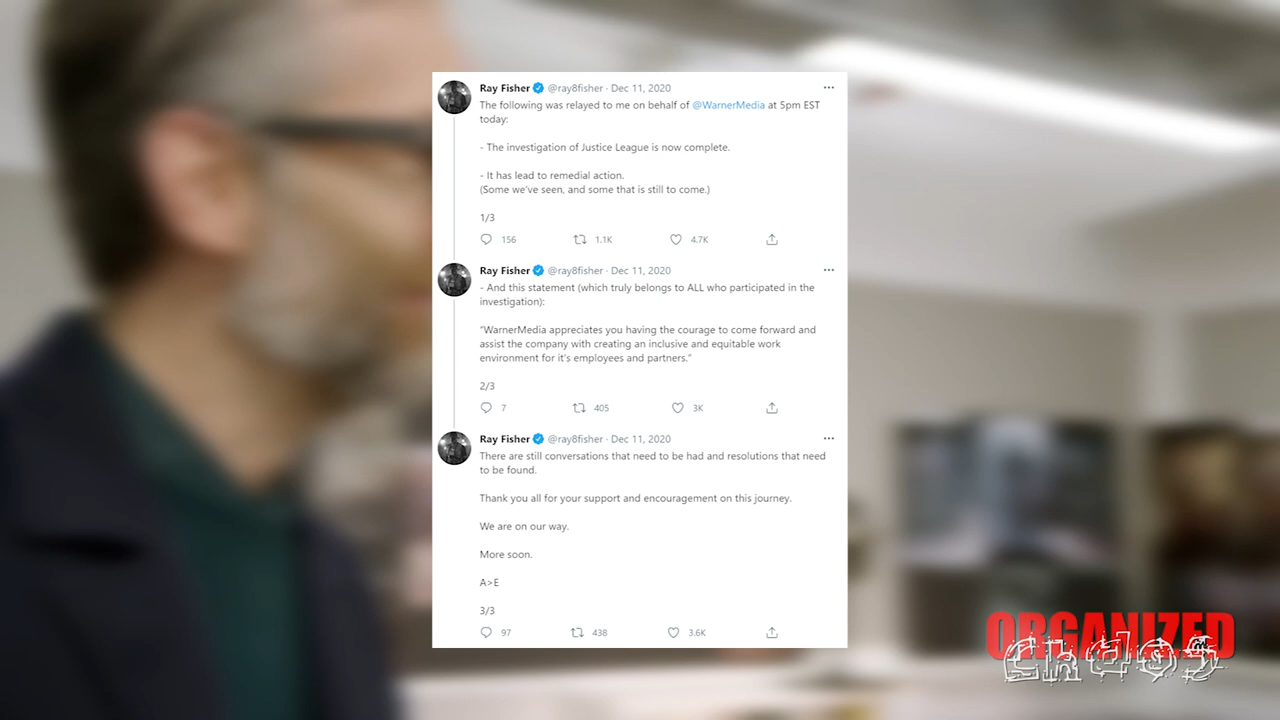 Ray Fisher @ray8fisher · Dec 11, 2020
The following was relayed to me on behalf of @WarnerMedia at 5pm EST
today:
- The investigation of Justice League is now complete.
- It has lead to remedial action.
(Some we've seen, and some that is still to come.)
1/3
156 1.1K 4.7K
Ray Fisher @ray8fisher · Dec 11, 2020
- And this statement (which truly belongs to ALL who participated in the
investigation):
"WarnerMedia appreciates you having the courage to come forward and
assist the company with creating an inclusive and equitable work
environment for it's employees and partners."
2/3
7 405 3K
Ray Fisher @ray8fisher · Dec 11, 2020
There are still conversations that need to be had and resolutions that need
to be found.
Thank you all for your support and encouragement on this journey.
We are on our way.
More soon.
A>E
3/3
97 438 3.6K
ORGANIZED
chaos